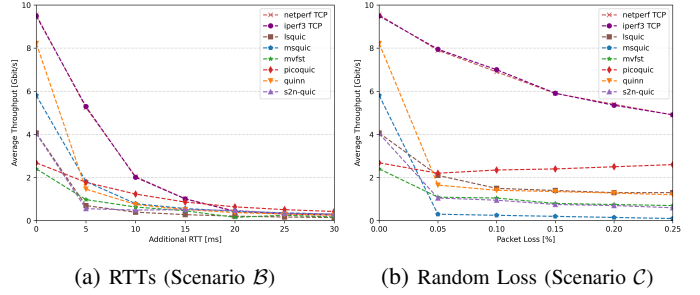 Average Throughput [Gbit/s]
10
8
6
4
2
0
0
5
10
15
20
25
30
Additional RTT [ms]
netperf TCP
iperf3 TCP
lsquic
msquic
mvfst
picoquic
quinn
s2n-quic
(a) RTTs (Scenario ℬ)
Average Throughput [Gbit/s]
10
8
6
4
2
0
0.00
0.05
0.10
0.15
0.20
0.25
Packet Loss [%]
netperf TCP
iperf3 TCP
lsquic
msquic
mvfst
picoquic
quinn
s2n-quic
(b) Random Loss (Scenario 𝒞)